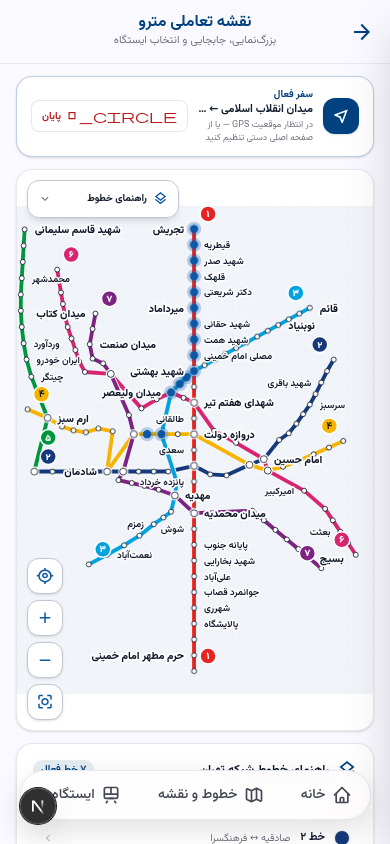 نقشه تعاملی مترو
بزرگ‌نمایی، جابجایی و انتخاب ایستگاه
سفر فعال
میدان انقلاب اسلامی ← ...
در انتظار موقعیت GPS — یا از
صفحه اصلی دستی تنظیم کنید
_CIRCLE پایان
راهنمای خطوط
۱
تجریش
شهید قاسم سلیمانی
قیطریه
۶
شهید صدر
قلهک
محمدشهر
دکتر شریعتی
۳
۷
قائم
میرداماد
میدان کتاب
شهید حقانی
نوبنیاد
شهید همت
۲
وردآورد
میدان صنعت
مصلی امام خمینی
ایران خودرو
چیتگر
شهید بهشتی
شهید باقری
۴
میدان ولیعصر
شهدای هفتم تیر
سرسبز
ارم سبز
طالقانی
۴
۵
دروازه دولت
سعدی
۲
امام حسین
شادمان
پانزده خرداد
امیرکبیر
مهدیه
میدان محمدیه
زمزم
شوش
بعثت
۶
پایانه جنوب
۳
نعمت‌آباد
۷
بسیج
شهید بخارایی
علی‌آباد
جوانمرد قصاب
شهرری
پالایشگاه
حرم مطهر امام خمینی
۱
+
−
راهنمای خطوط شبکه تهران
۷ خط فعال
خانه
خطوط و نقشه
ایستگاه
N
خط ۲
صادقیه ↔ فرهنگسرا